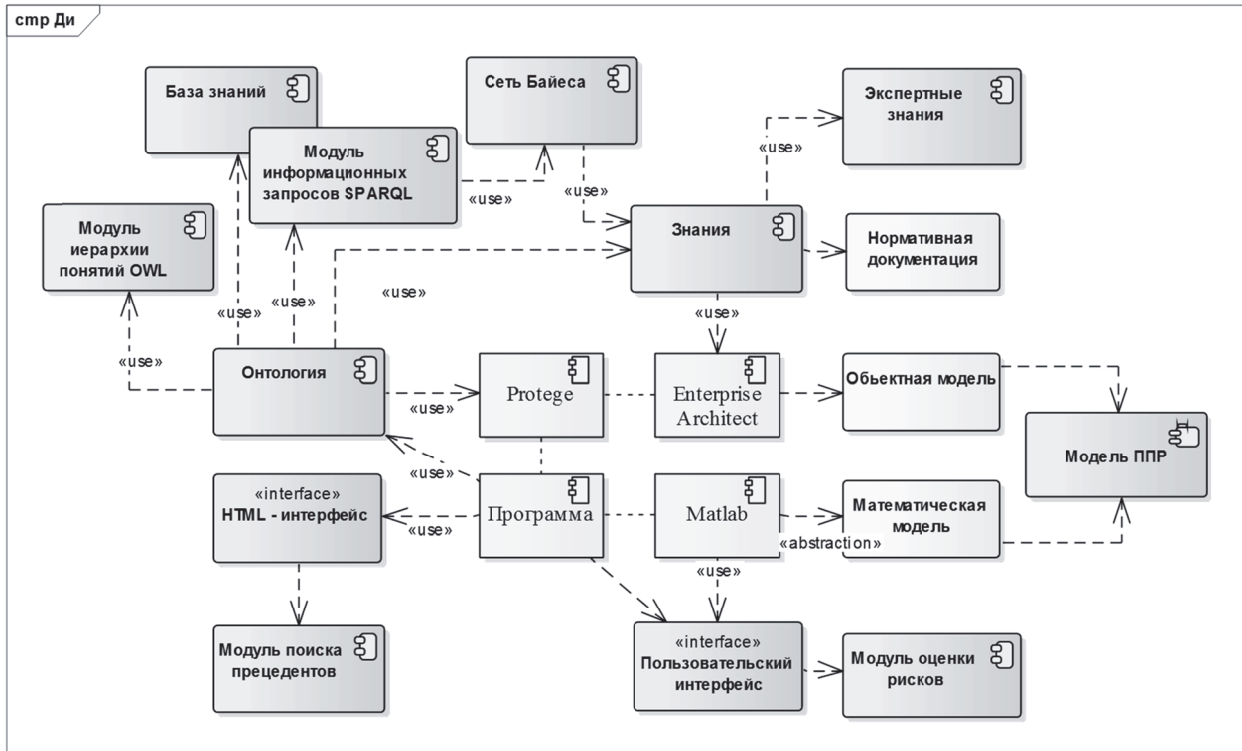 cmp Ди
База знаний
Сеть Байеса
Экспертные
знания
«use»
Модуль
информационных
запросов SPARQL
«use»
«use»
Модуль
иерархии
понятий OWL
Знания
Нормативная
документация
«use»
«use»
«use»
«use»
«use»
Онтология
«use»
Protege
Enterprise
Architect
Обьектная модель
Модель ППР
«use»
«interface»
HTML - интерфейс
«use»
Программа
Matlab
Математическая
модель
«abstraction»
«use»
Модуль поиска
прецедентов
«interface»
Пользовательский
интерфейс
Модуль оценки
рисков